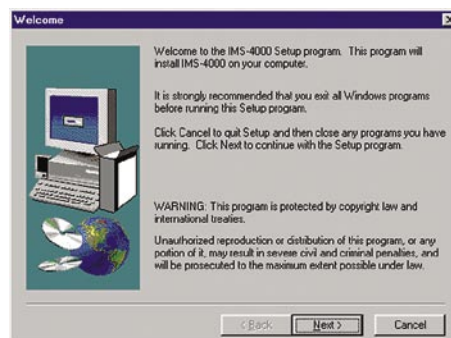 Welcome
Welcome to the IMS-4000 Setup program. This program will
install IMS-4000 on your computer.
It is strongly recommended that you exit all Windows programs
before running this Setup program.
Click Cancel to quit Setup and then close any programs you have
running. Click Next to continue with the Setup program.
WARNING: This program is protected by copyright law and
international treaties.
Unauthorized reproduction or distribution of this program, or any
portion of it, may result in severe civil and criminal penalties, and
will be prosecuted to the maximum extent possible under law.
< Back
Next >
Cancel